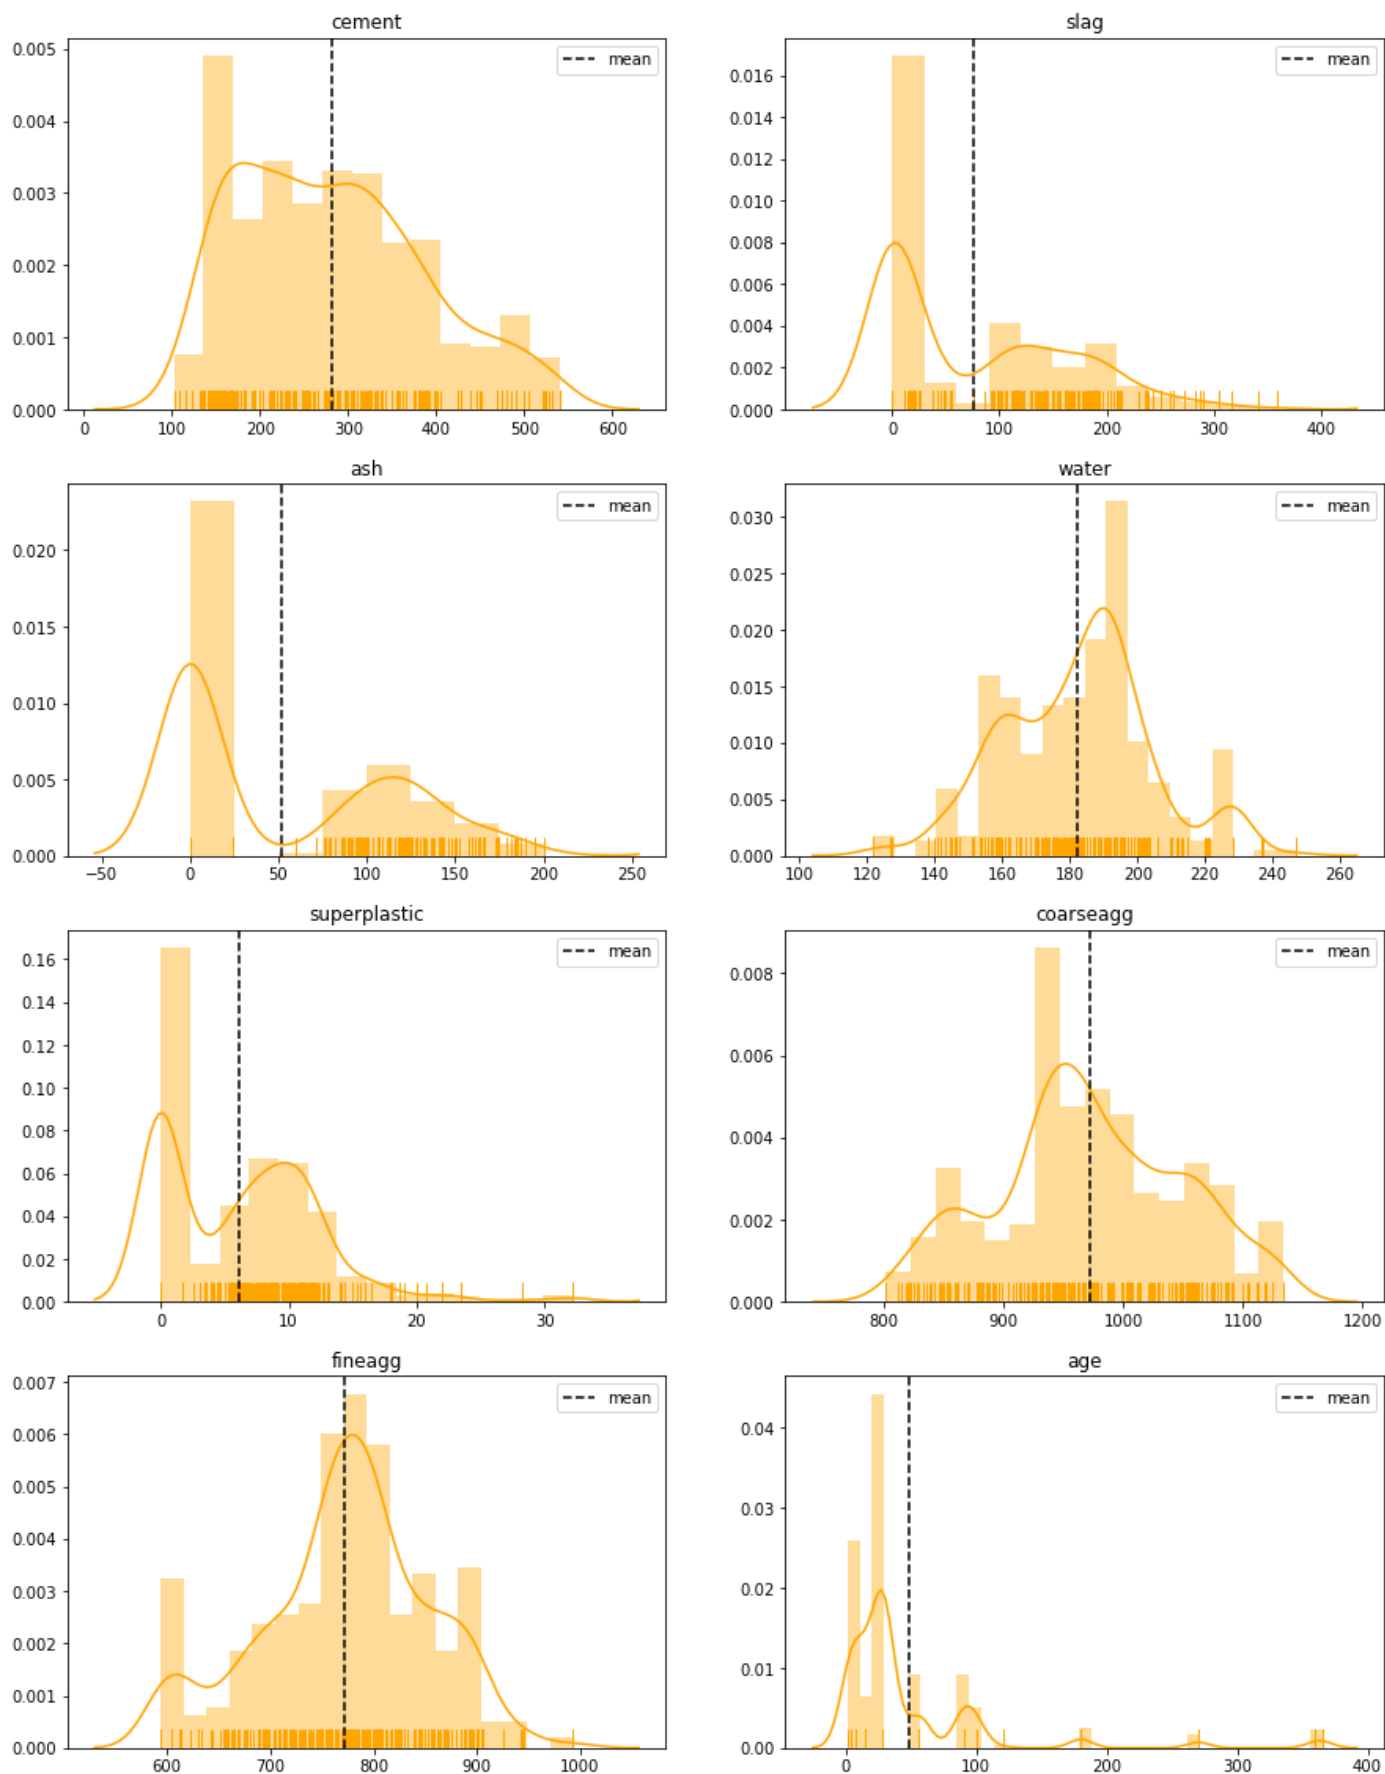 cement
mean
0.005
0.004
0.003
0.002
0.001
0.000
0 100 200 300 400 500 600
slag
mean
0.016
0.014
0.012
0.010
0.008
0.006
0.004
0.002
0.000
0 100 200 300 400
ash
mean
0.020
0.015
0.010
0.005
0.000
−50 0 50 100 150 200 250
water
mean
0.030
0.025
0.020
0.015
0.010
0.005
0.000
100 120 140 160 180 200 220 240 260
superplastic
mean
0.16
0.14
0.12
0.10
0.08
0.06
0.04
0.02
0.00
0 10 20 30
coarseagg
mean
0.008
0.006
0.004
0.002
0.000
800 900 1000 1100 1200
fineagg
mean
0.007
0.006
0.005
0.004
0.003
0.002
0.001
0.000
600 700 800 900 1000
age
mean
0.04
0.03
0.02
0.01
0.00
0 100 200 300 400